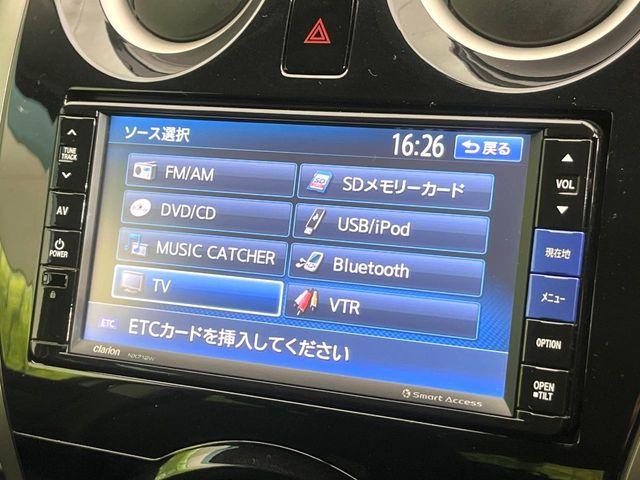 ソース選択
16:26
戻る
FM/AM
SDメモリーカード
DVD/CD
USB/iPod
MUSIC CATCHER
Bluetooth
TV
VTR
ETC
ETCカードを挿入してください
clarion
NX712W
Smart Access
TUNE
TRACK
AV
POWER
VOL
現在地
メニュー
OPTION
OPEN
TILT
SD